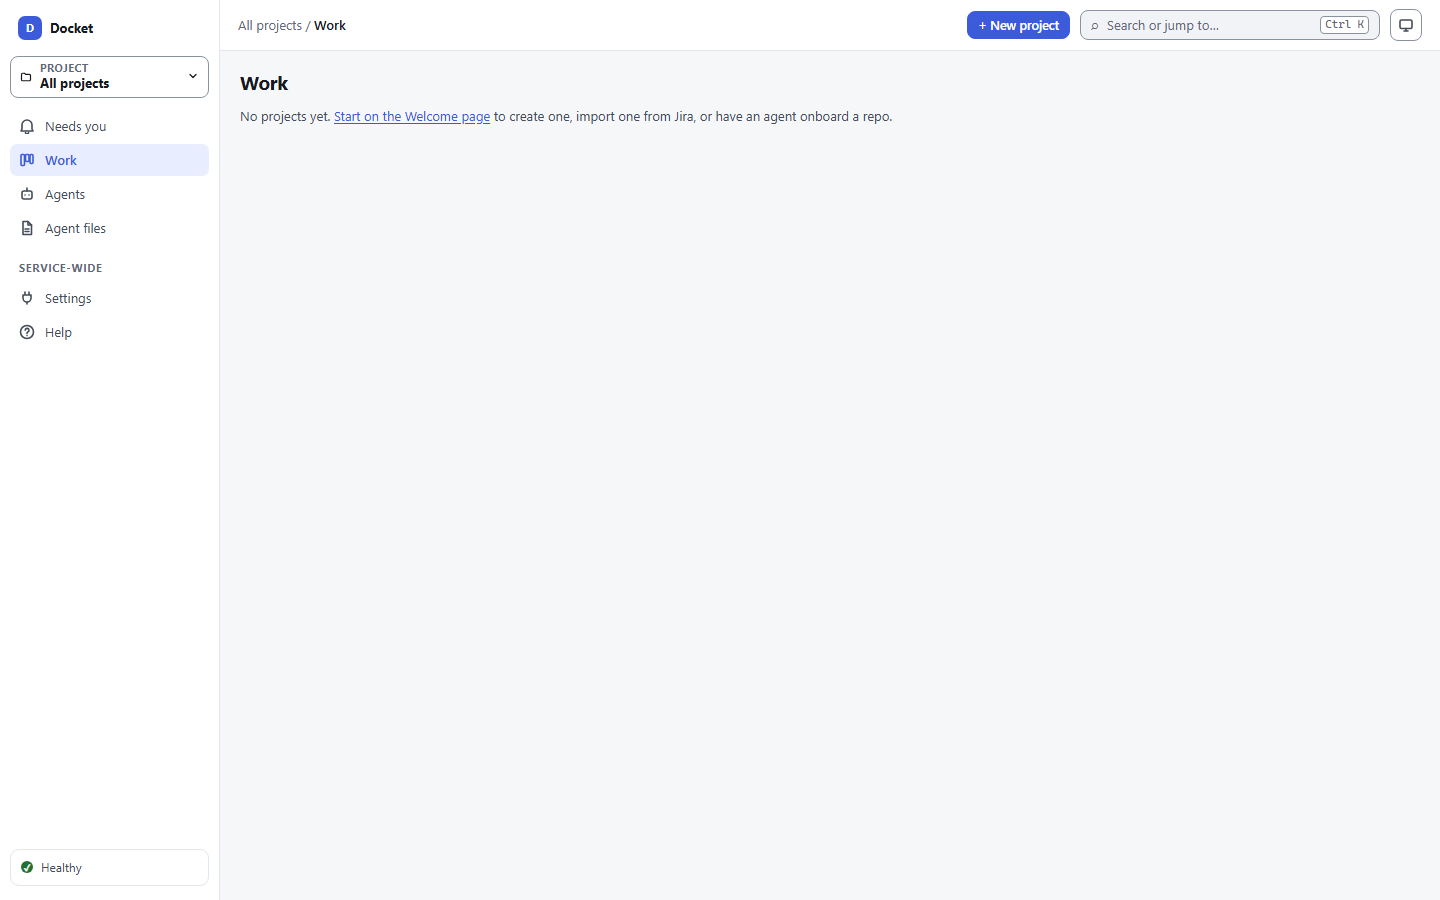 D Docket
PROJECT
All projects
Needs you
Work
Agents
Agent files
SERVICE-WIDE
Settings
Help
Healthy
All projects / Work
+ New project
Search or jump to...
Ctrl K
Work
No projects yet. Start on the Welcome page to create one, import one from Jira, or have an agent onboard a repo.